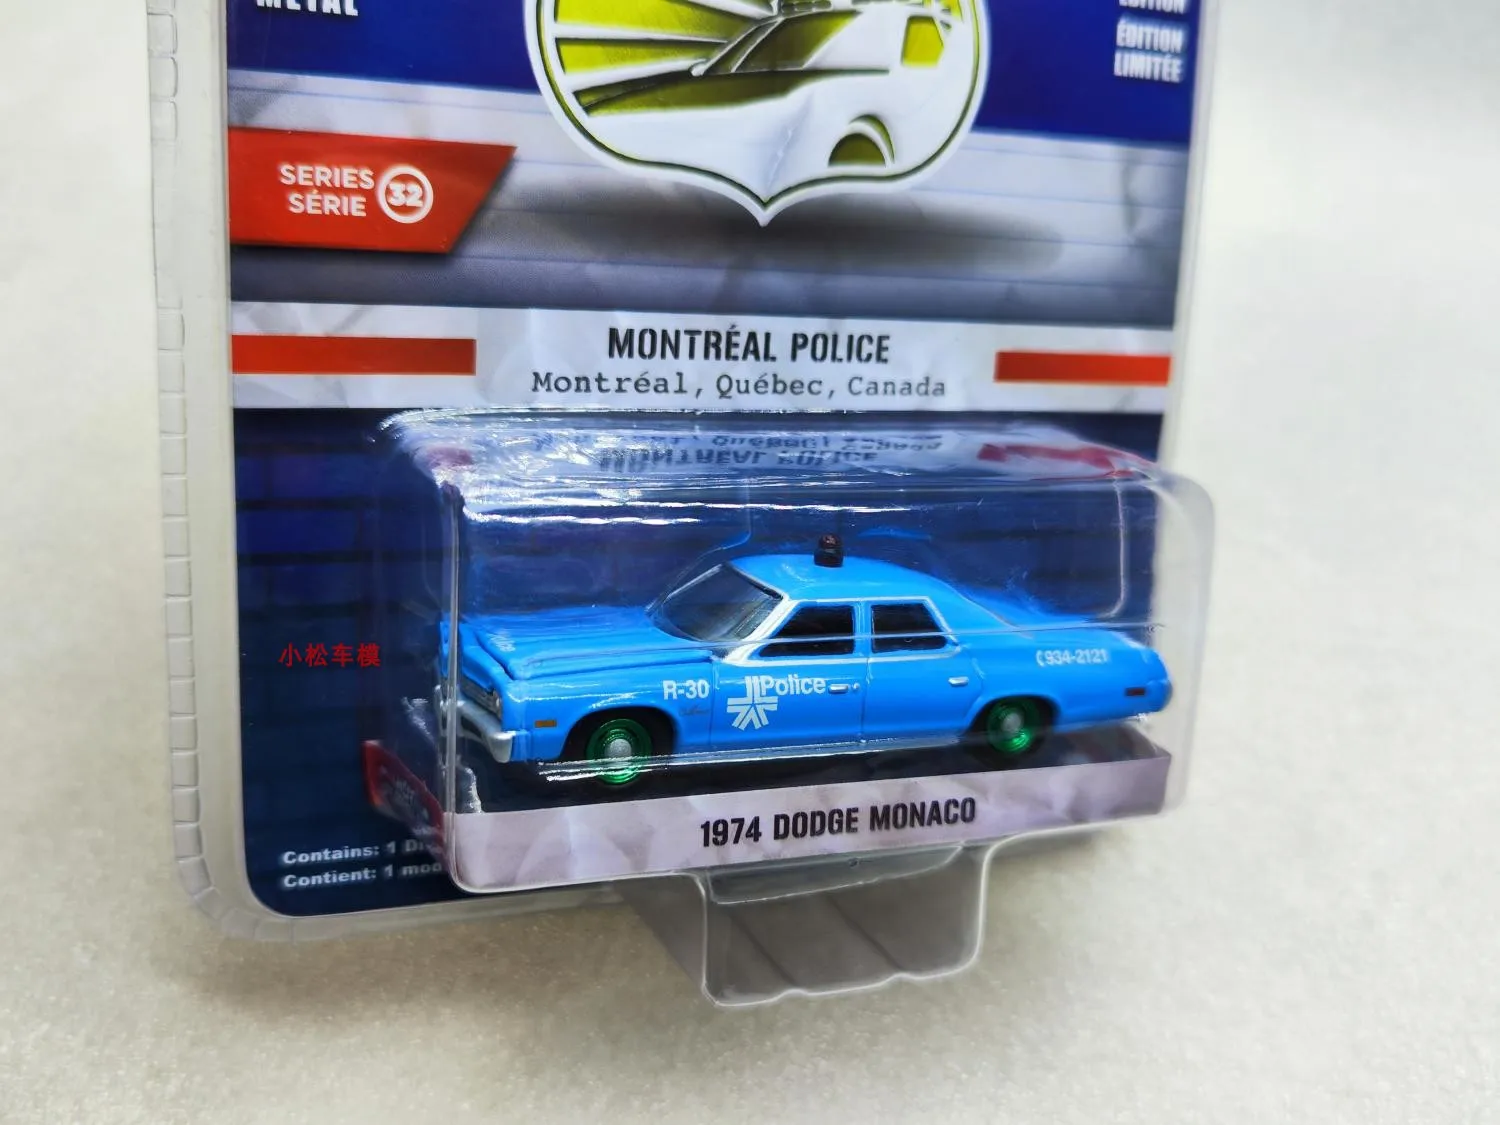 METAL
EDITION
ÉDITION
LIMITÉE
SERIES
SÉRIE
32
MONTRÉAL POLICE
Montréal, Québec, Canada
小松车模
R-30
Police
934-2121
1974 DODGE MONACO
Contains: 1
Contient: 1